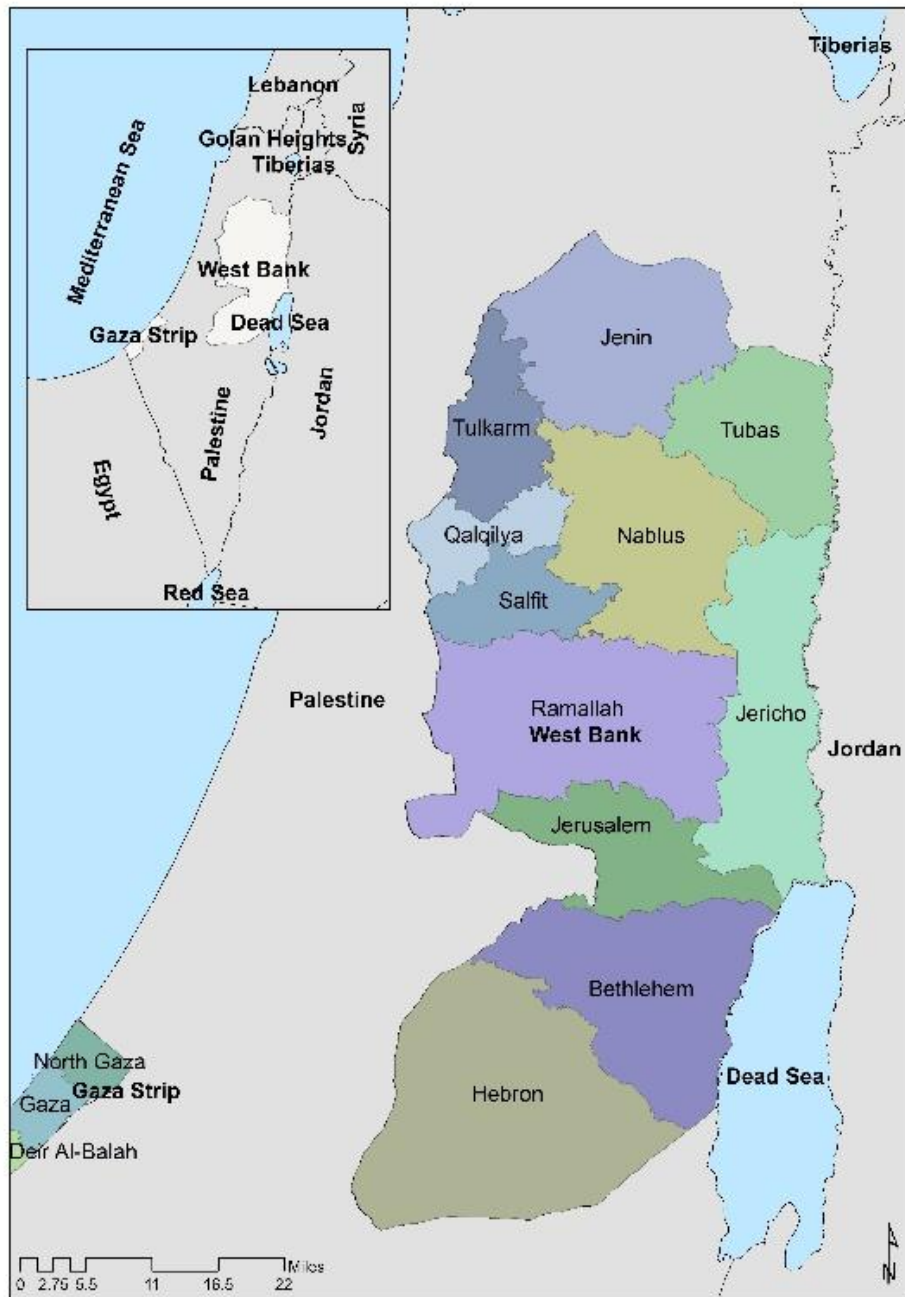 Tiberias
Lebanon
Syria
Golan Heights
Tiberias
Mediterranean Sea
West Bank
Gaza Strip
Dead Sea
Palestine
Jordan
Egypt
Red Sea
Jenin
Tulkarm
Tubas
Qalqilya
Nablus
Salfit
Palestine
Ramallah
West Bank
Jericho
Jordan
Jerusalem
Bethlehem
Hebron
Dead Sea
North Gaza
Gaza Strip
Gaza
Deir Al-Balah
Miles
0 2.75 5.5 11 16.5 22
N